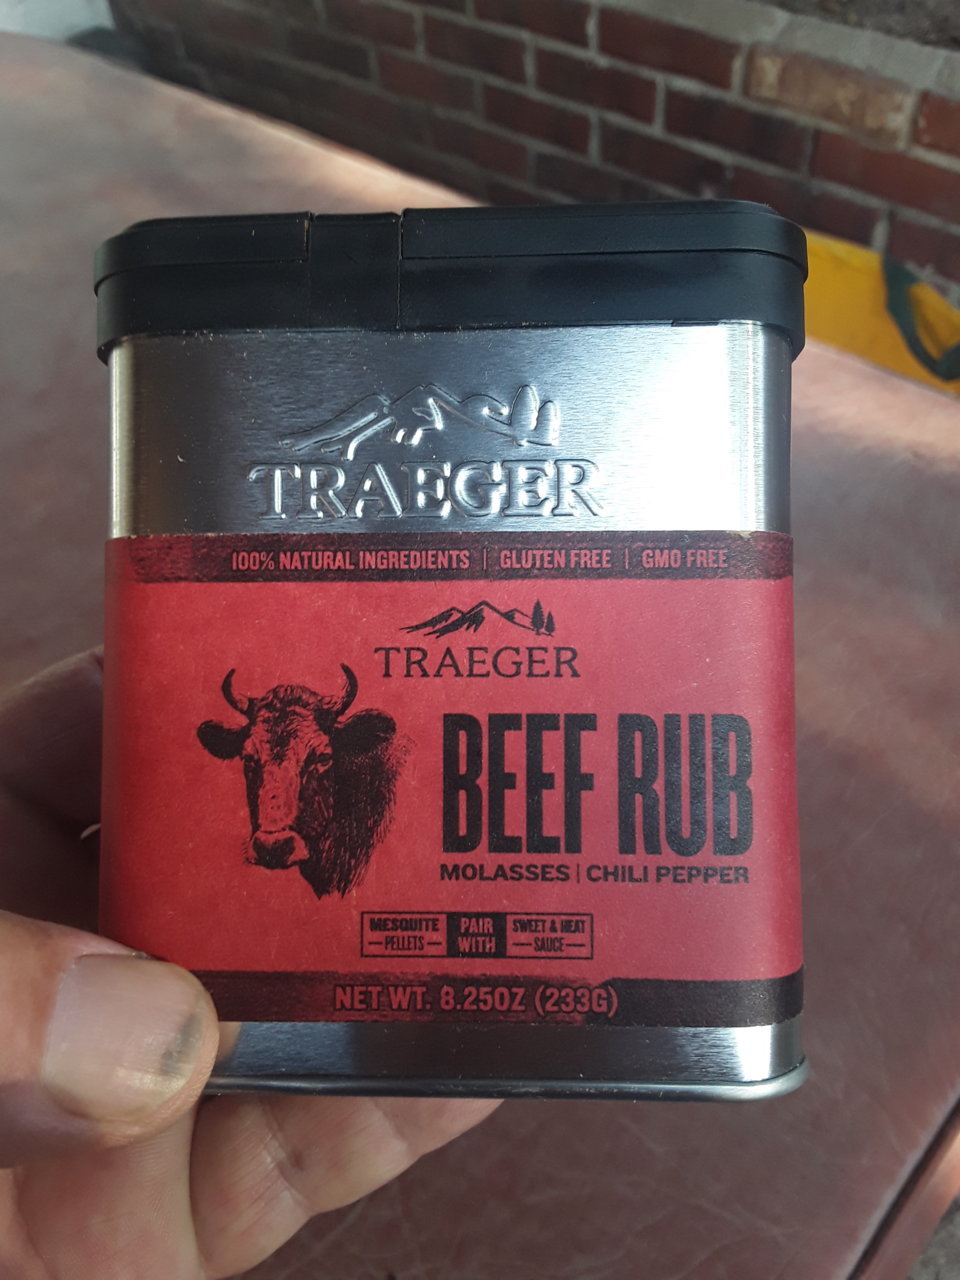 TRAEGER
100% NATURAL INGREDIENTS | GLUTEN FREE | GMO FREE
TRAEGER
BEEF RUB
MOLASSES | CHILI PEPPER
MESQUITE PELLETS PAIR WITH SWEET & HEAT SAUCE
NET WT. 8.25OZ (233G)